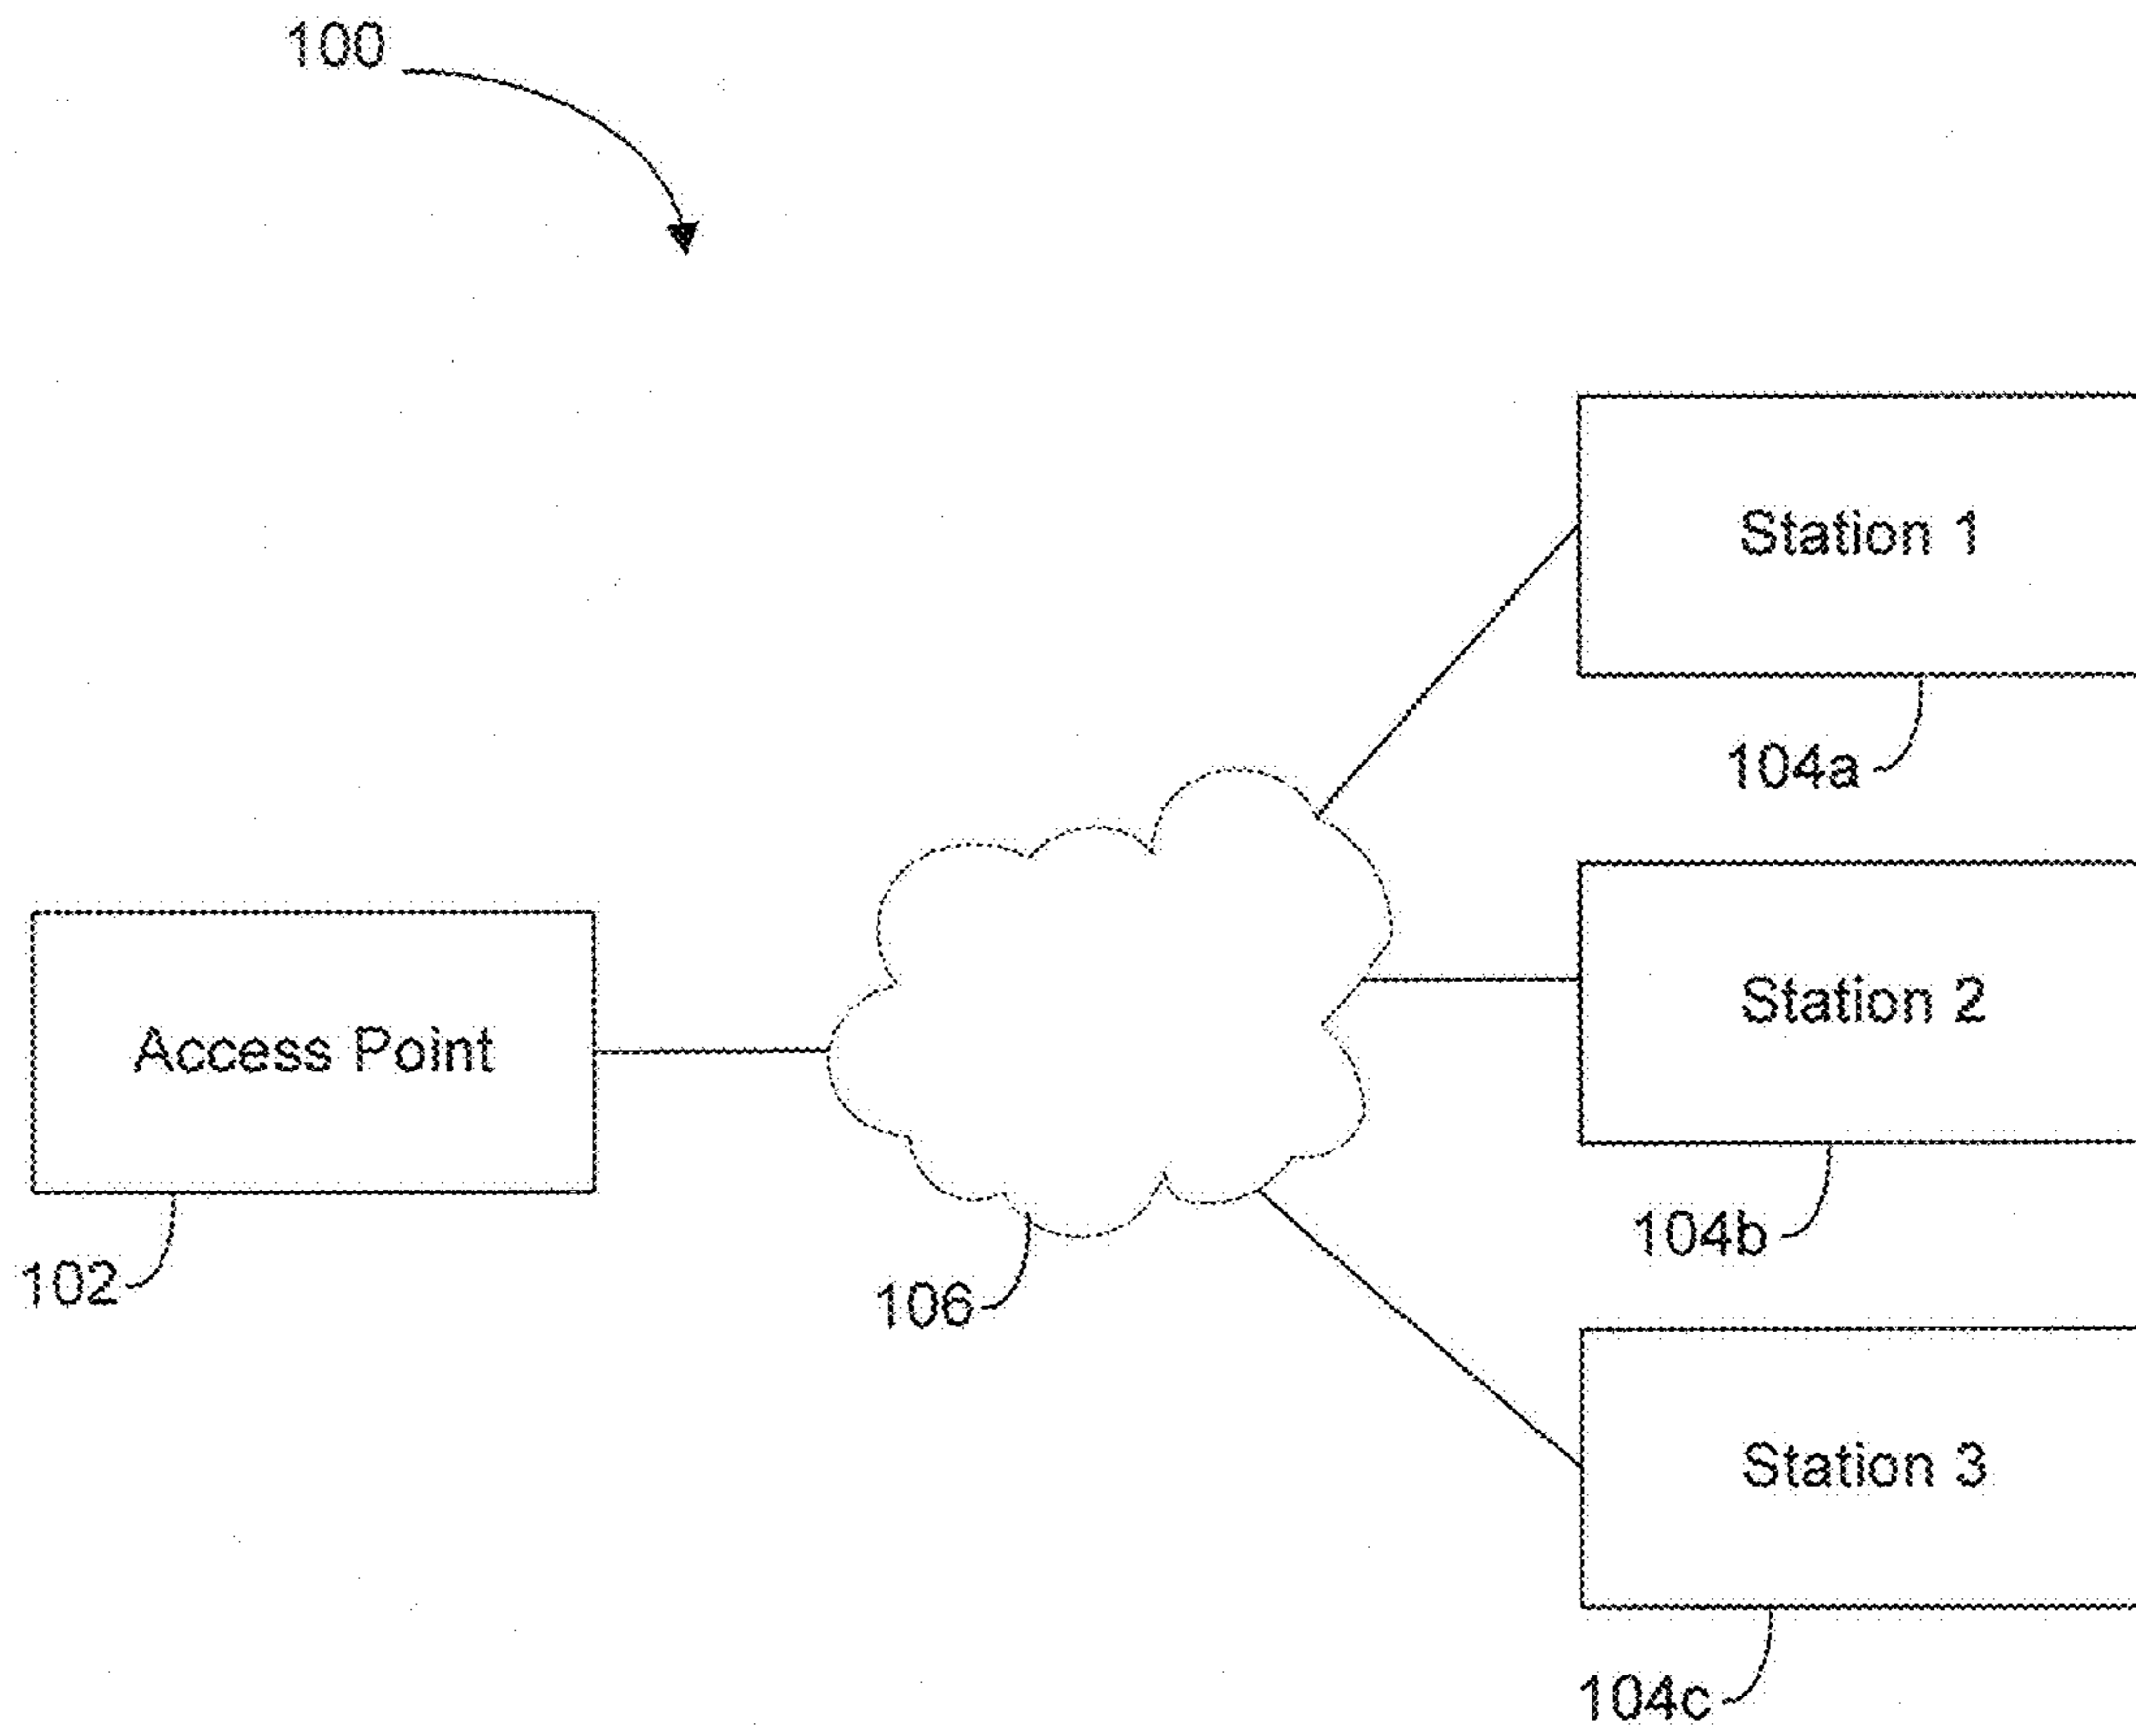 100
Station 1
104a
Station 2
Access Point
104b
102
106
Station 3
104c